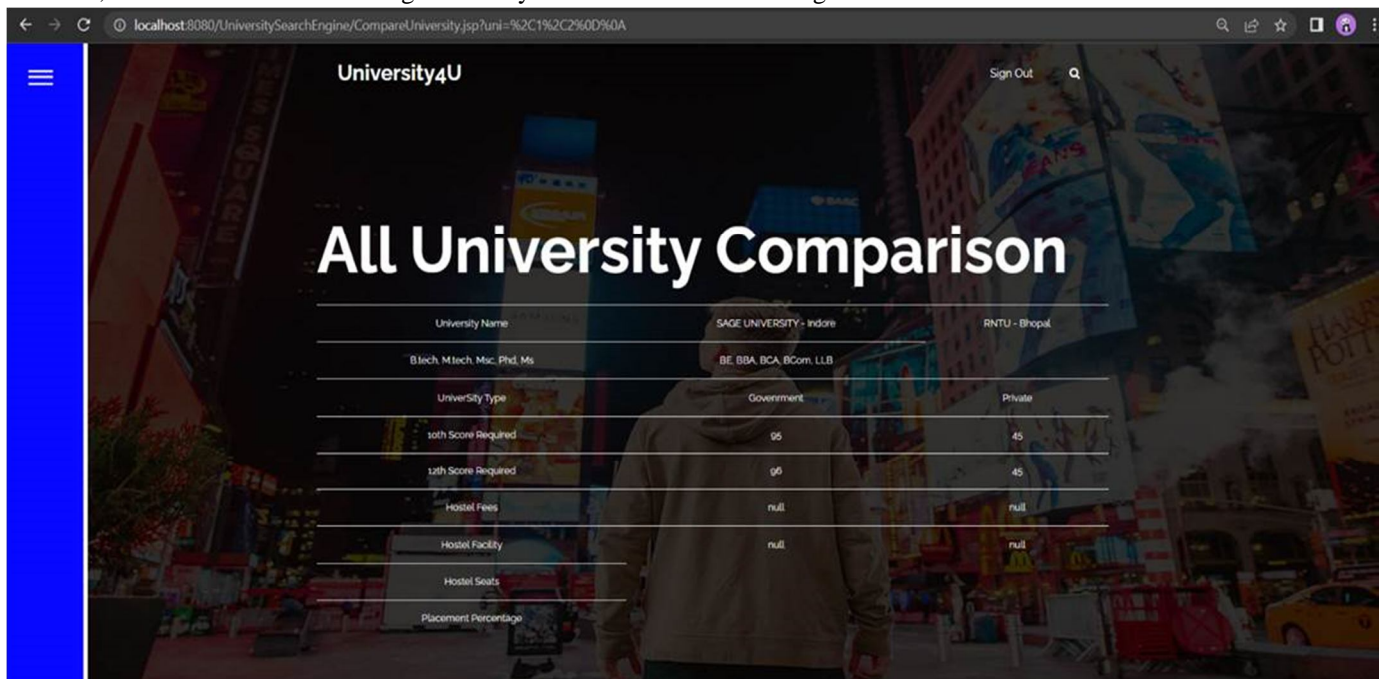 localhost:8080/UniversitySearchEngine/CompareUniversity.jsp?uni=%2C1%2C2%0D%0A
University4U
Sign Out
All University Comparison
University Name SAGE UNIVERSITY - Indore RNTU - Bhopal
B.tech, M.tech, Msc, Phd, Ms BE, BBA, BCA, BCom, LLB
UniverSity Type Government Private
10th Score Required 95 45
12th Score Required 96 45
Hostel Fees null null
Hostel Facility null null
Hostel Seats
Placement Percentage